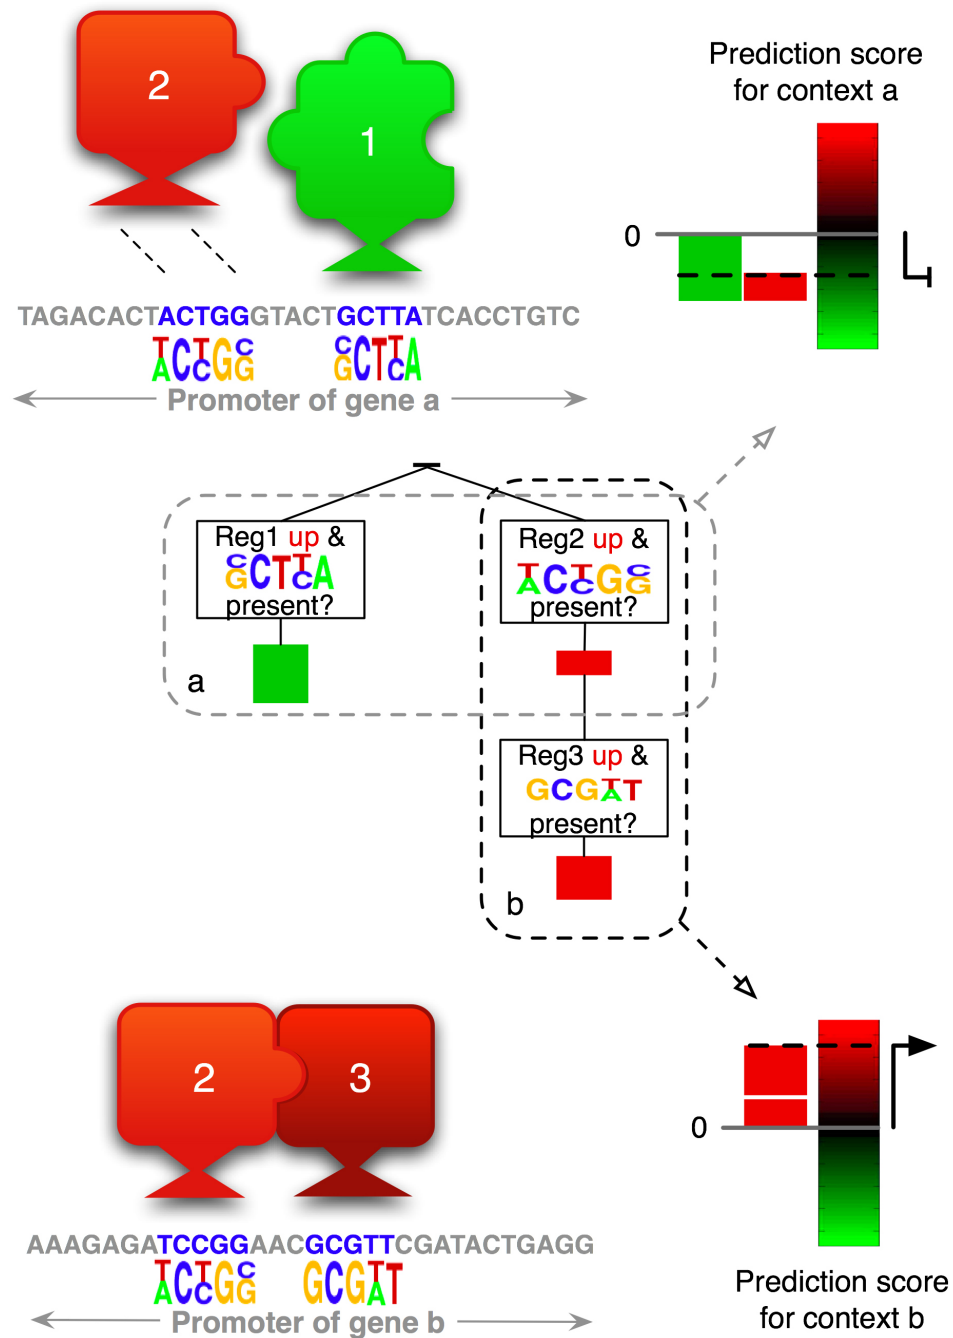 2
1
Prediction score
for context a
0
TAGACACTACTGGGTACTGCTTATCACCTGTC
T
A
C
T
C
G
C
G
C
G
C
T
T
C
A
Promoter of gene a
Reg1 up &
C
G
C
T
T
C
A
present?
Reg2 up &
T
A
C
T
C
G
C
G
present?
a
Reg3 up &
G
C
G
T
A
T
present?
b
2
3
0
AAAGAGATCCGGAACGCGTTCGATACTGAGG
T
A
C
T
C
G
C
G
G
C
G
T
A
T
Promoter of gene b
Prediction score
for context b